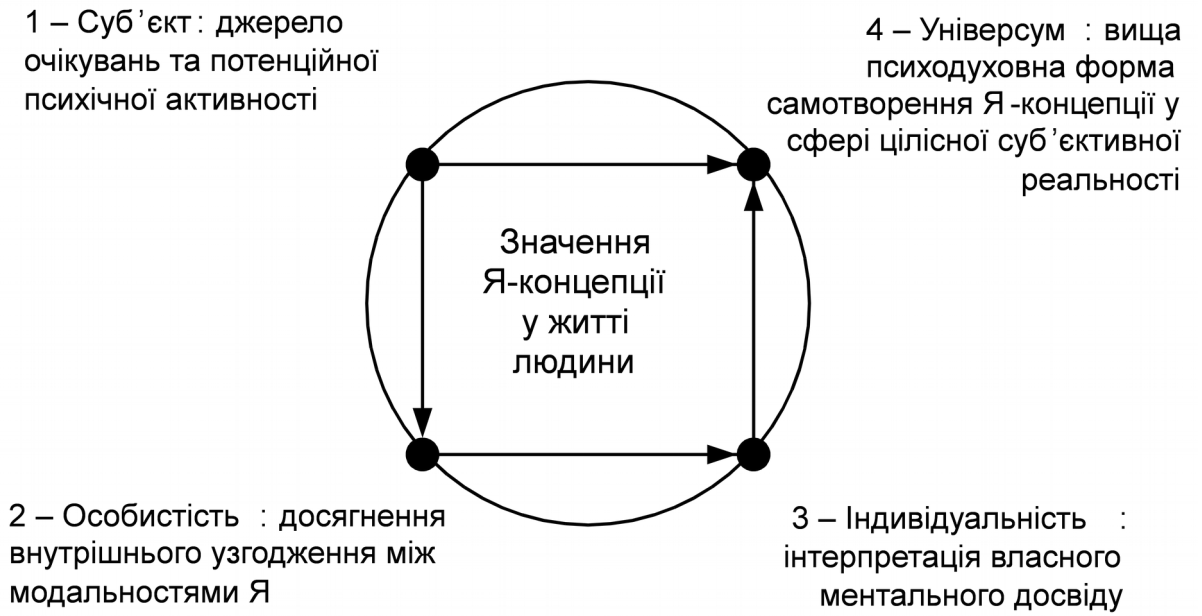 1 – Суб’єкт: джерело
очікувань та потенційної
психічної активності
4 – Універсум : вища
психодуховна форма
самотворення Я-концепції у
сфері цілісної суб’єктивної
реальності
Значення
Я-концепції
у житті
людини
2 – Особистість : досягнення
внутрішнього узгодження між
модальностями Я
3 – Індивідуальність :
інтерпретація власного
ментального досвіду